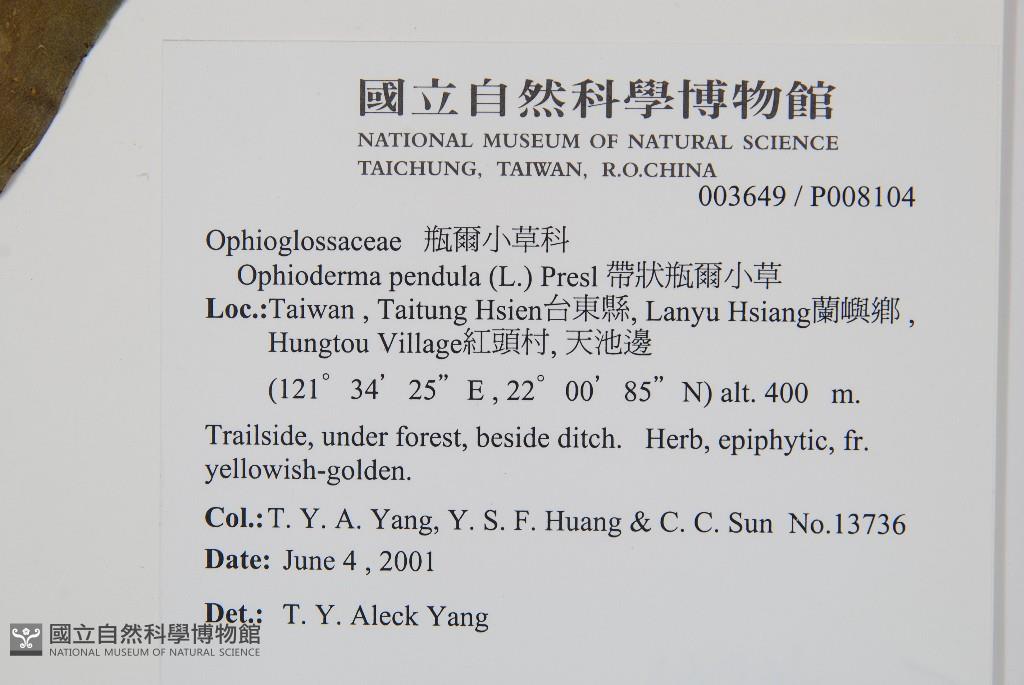 國立自然科學博物館
NATIONAL MUSEUM OF NATURAL SCIENCE
TAICHUNG, TAIWAN, R.O.CHINA
003649 / P008104
Ophioglossaceae 瓶爾小草科
Ophioderma pendula (L.) Presl 帶狀瓶爾小草
Loc.:Taiwan , Taitung Hsien台東縣, Lanyu Hsiang蘭嶼鄉 ,
Hungtou Village紅頭村, 天池邊
(121° 34’ 25” E , 22° 00’ 85” N) alt. 400 m.
Trailside, under forest, beside ditch. Herb, epiphytic, fr.
yellowish-golden.
Col.:T. Y. A. Yang, Y. S. F. Huang & C. C. Sun No.13736
Date: June 4 , 2001
Det.: T. Y. Aleck Yang
國立自然科學博物館
NATIONAL MUSEUM OF NATURAL SCIENCE